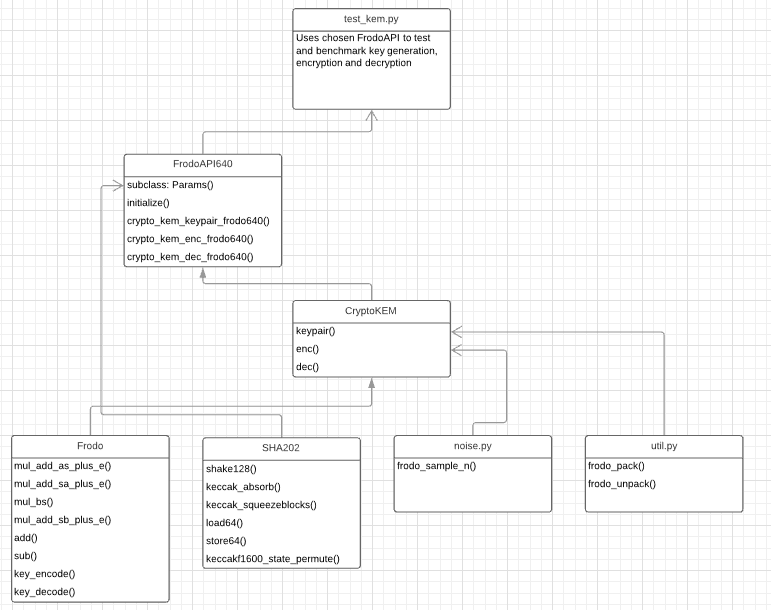 test_kem.py
Uses chosen FrodoAPI to test
and benchmark key generation,
encryption and decryption
FrodoAPI640
subclass: Params()
initialize()
crypto_kem_keypair_frodo640()
crypto_kem_enc_frodo640()
crypto_kem_dec_frodo640()
CryptoKEM
keypair()
enc()
dec()
Frodo
mul_add_as_plus_e()
mul_add_sa_plus_e()
mul_bs()
mul_add_sb_plus_e()
add()
sub()
key_encode()
key_decode()
SHA202
shake128()
keccak_absorb()
keccak_squeezeblocks()
load64()
store64()
keccakf1600_state_permute()
noise.py
frodo_sample_n()
util.py
frodo_pack()
frodo_unpack()